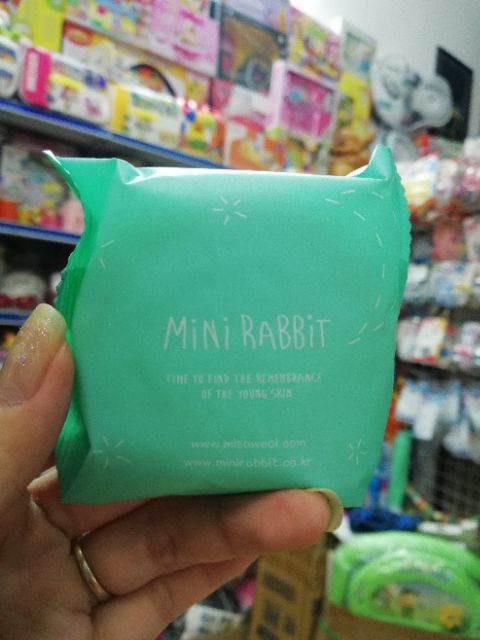 MiNi RaBBiT
TIME TO FIND THE REMEMBRANCE
OF THE YOUNG SKIN
www.misoweol.com
www.minirabbit.co.kr